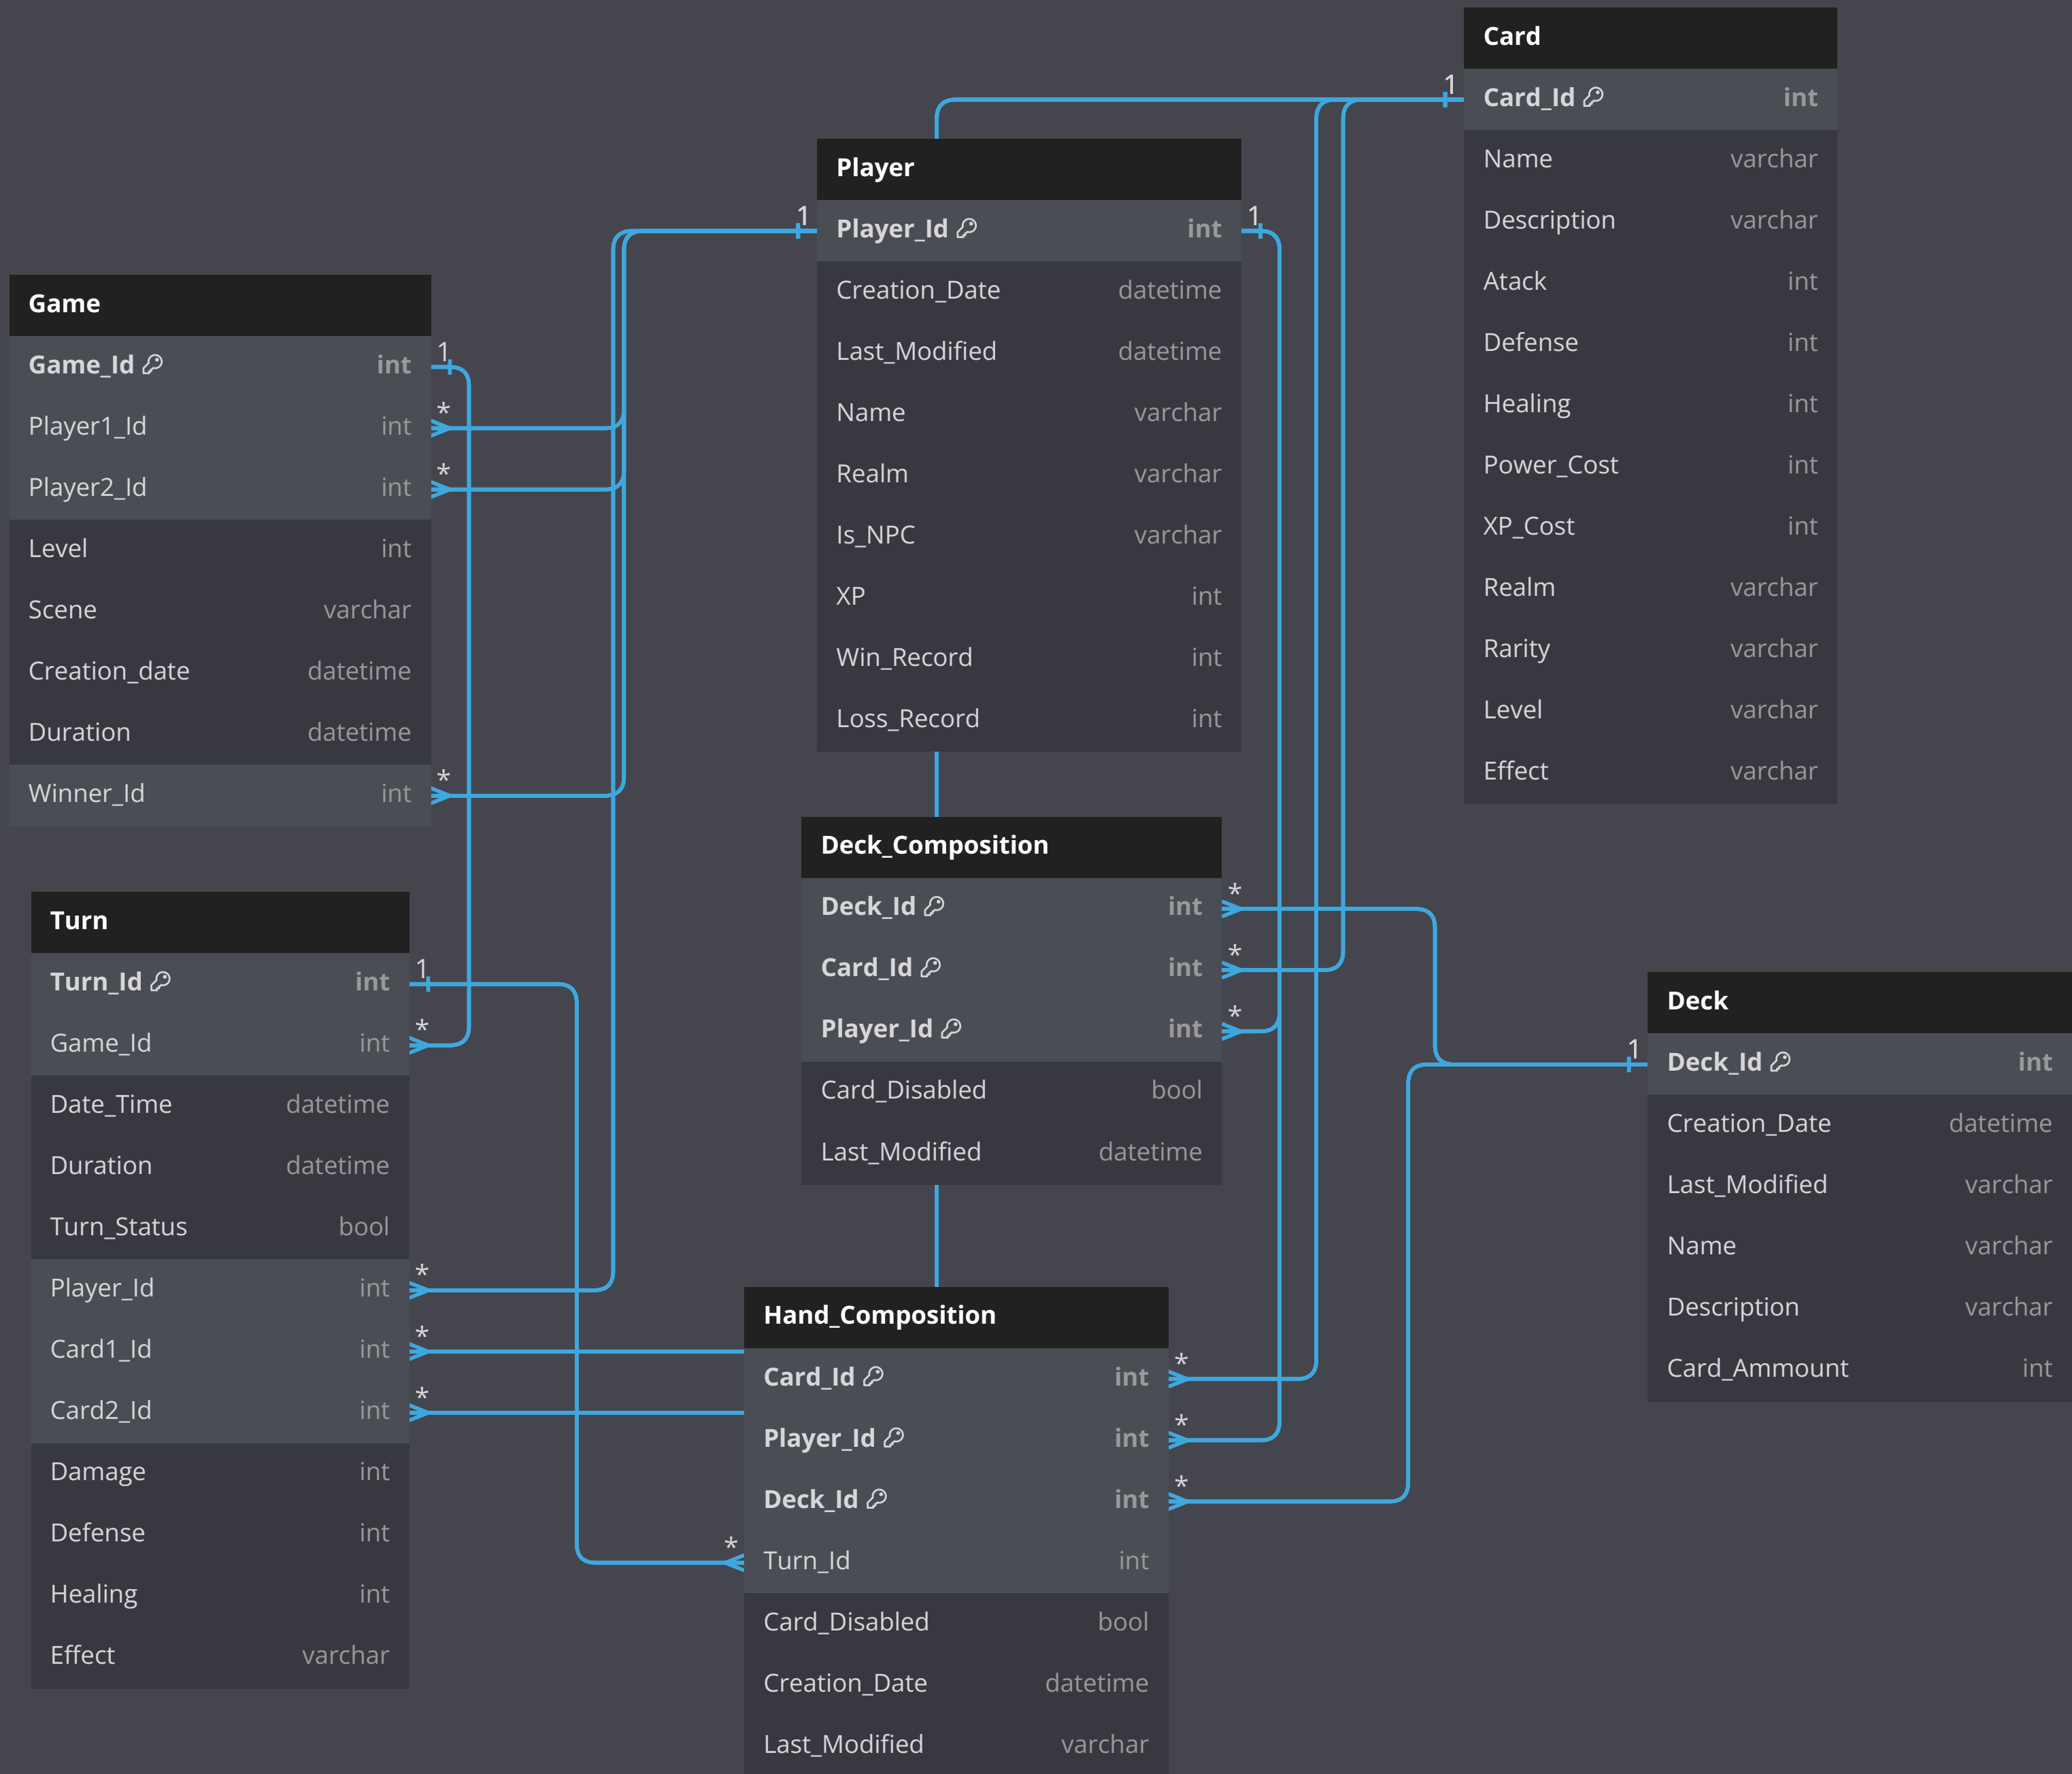 Card
Card_Id int
Name varchar
Description varchar
Atack int
Defense int
Healing int
Power_Cost int
XP_Cost int
Realm varchar
Rarity varchar
Level varchar
Effect varchar
1
Player
Player_Id int
Creation_Date datetime
Last_Modified datetime
Name varchar
Realm varchar
Is_NPC varchar
XP int
Win_Record int
Loss_Record int
1
1
Game
Game_Id int 1
Player1_Id int *
Player2_Id int *
Level int
Scene varchar
Creation_date datetime
Duration datetime
Winner_Id int *
Deck_Composition
Deck_Id int *
Card_Id int *
Player_Id int *
Card_Disabled bool
Last_Modified datetime
Turn
Turn_Id int 1
Game_Id int *
Date_Time datetime
Duration datetime
Turn_Status bool
Player_Id int *
Card1_Id int *
Card2_Id int *
Damage int
Defense int
Healing int
Effect varchar
Deck
1 Deck_Id int
Creation_Date datetime
Last_Modified varchar
Name varchar
Description varchar
Card_Ammount int
Hand_Composition
Card_Id int *
Player_Id int *
Deck_Id int *
* Turn_Id int
Card_Disabled bool
Creation_Date datetime
Last_Modified varchar